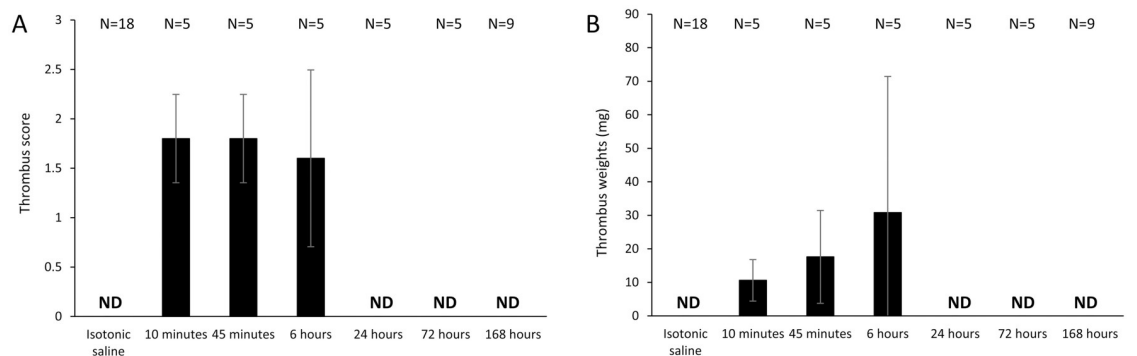 A
N=18 N=5 N=5 N=5 N=5 N=5 N=9
3
2.5
2
1.5
1
0.5
0
Thrombus score
ND ND ND ND
Isotonic saline 10 minutes 45 minutes 6 hours 24 hours 72 hours 168 hours
B
N=18 N=5 N=5 N=5 N=5 N=5 N=9
90
80
70
60
50
40
30
20
10
0
Thrombus weights (mg)
ND ND ND ND
Isotonic saline 10 minutes 45 minutes 6 hours 24 hours 72 hours 168 hours